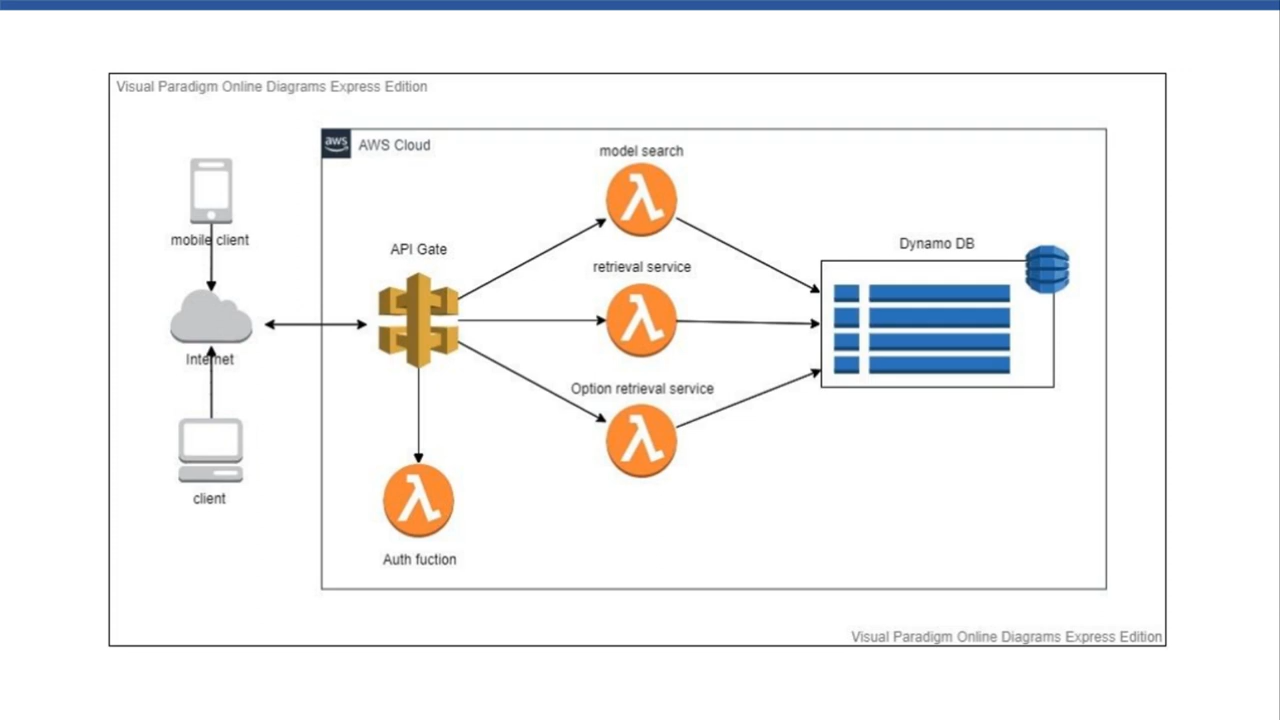 Visual Paradigm Online Diagrams Express Edition
aws
AWS Cloud
model search
mobile client
API Gate
retrieval service
Dynamo DB
Internet
Option retrieval service
client
Auth fuction
Visual Paradigm Online Diagrams Express Edition